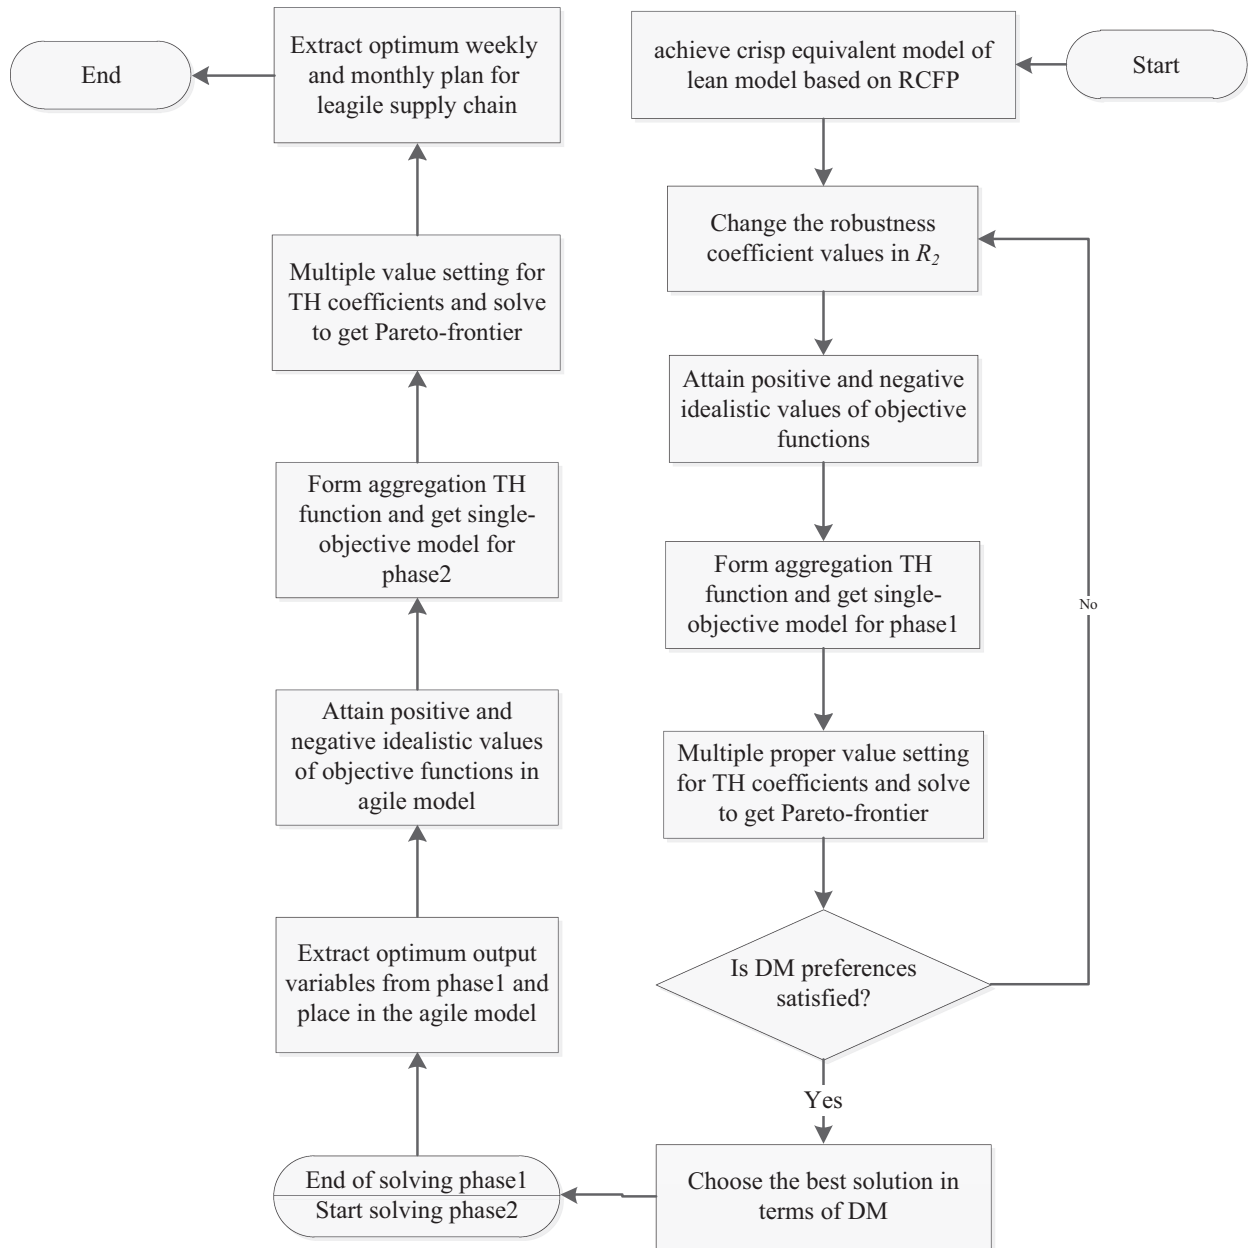 Start
achieve crisp equivalent model of
lean model based on RCFP
Change the robustness
coefficient values in R₂
Attain positive and negative
idealistic values of objective
functions
Form aggregation TH
function and get single-
objective model for phase1
Multiple proper value setting
for TH coefficients and solve
to get Pareto-frontier
Is DM preferences
satisfied?
No
Yes
Choose the best solution in
terms of DM
End of solving phase1
Start solving phase2
Extract optimum output
variables from phase1 and
place in the agile model
Attain positive and
negative idealistic values
of objective functions in
agile model
Form aggregation TH
function and get single-
objective model for
phase2
Multiple value setting for
TH coefficients and solve
to get Pareto-frontier
Extract optimum weekly
and monthly plan for
leagile supply chain
End